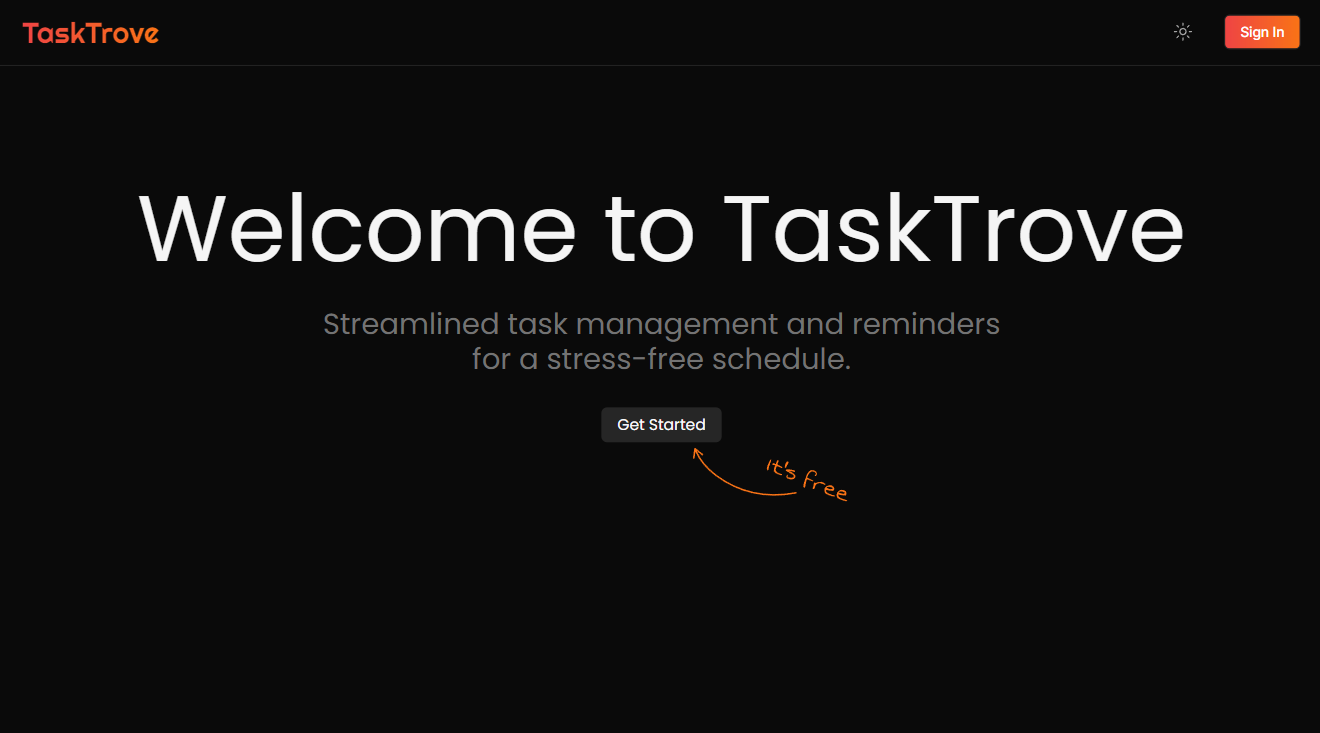 TaskTrove
Sign In
Welcome to TaskTrove
Streamlined task management and reminders
for a stress-free schedule.
Get Started
It's free